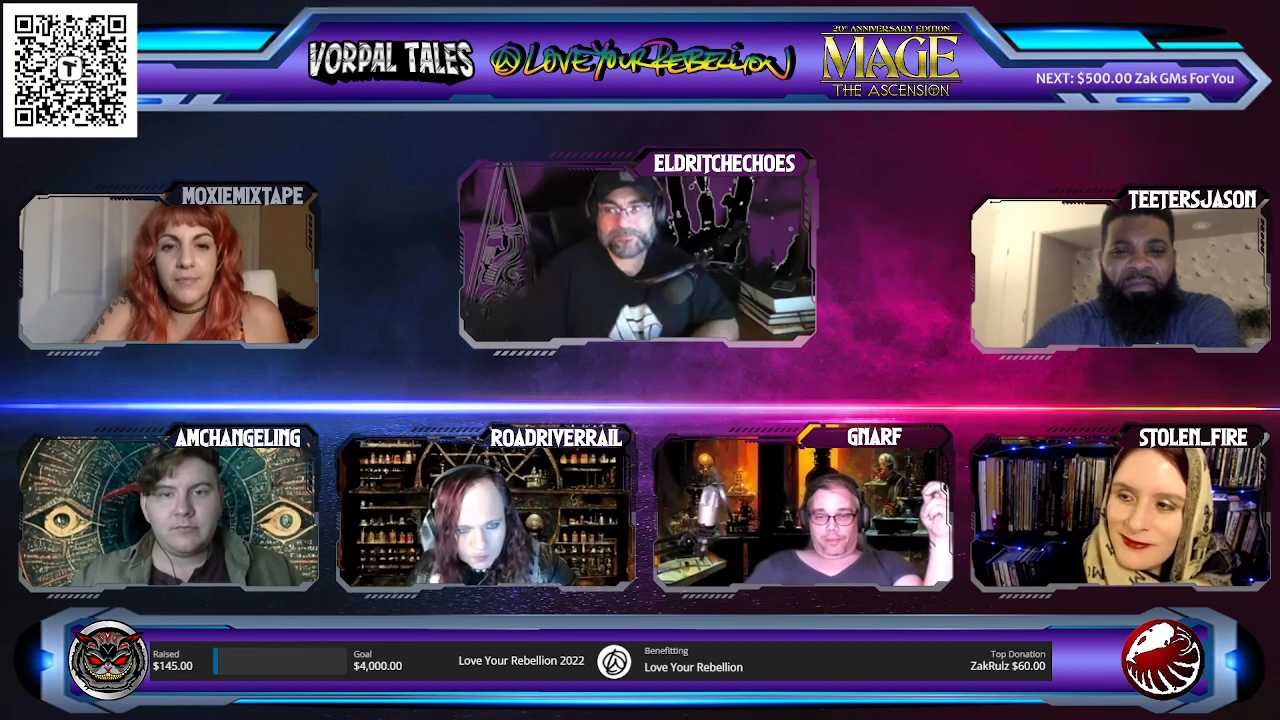 VORPAL TALES
@LOVEYOURREBELLION
20th ANNIVERSARY EDITION
MAGE
THE ASCENSION
NEXT: $500.00 Zak GMs For You
T
ELDRITCHECHOES
MOXIEMIXTAPE
TEETERSJASON
AMCHANGELING
ROADRIVERRAIL
GNARF
STOLEN_FIRE
Raised
$145.00
Goal
$4,000.00
Love Your Rebellion 2022
Benefitting
Love Your Rebellion
Top Donation
ZakRulz $60.00